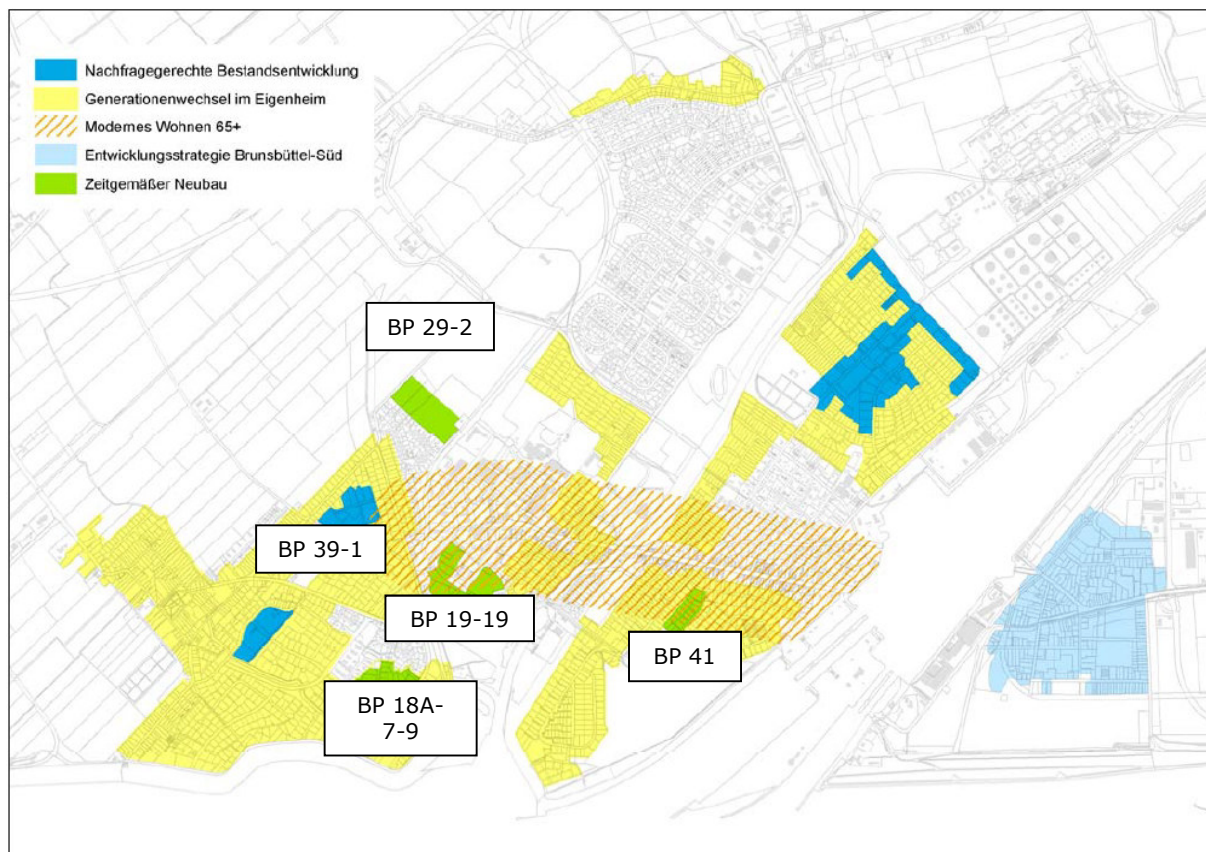 Nachfragegerechte Bestandsentwicklung
Generationenwechsel im Eigenheim
Modernes Wohnen 65+
Entwicklungsstrategie Brunsbüttel-Süd
Zeitgemäßer Neubau
BP 29-2
BP 39-1
BP 19-19
BP 41
BP 18A-
7-9